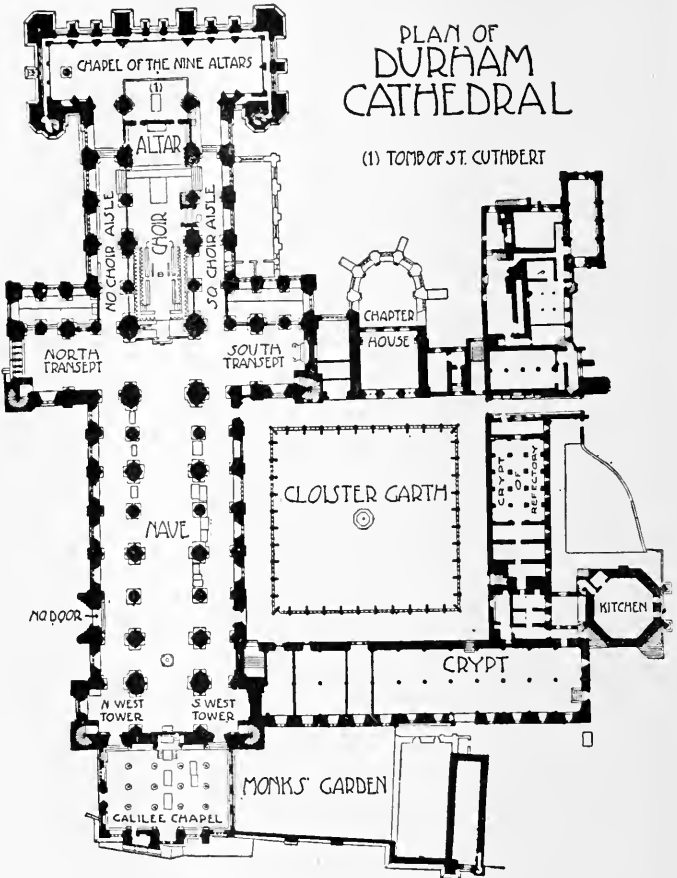 PLAN OF
DURHAM
CATHEDRAL
(1) TOMB OF ST. CUTHBERT
CHAPEL OF THE NINE ALTARS
(1)
ALTAR
NO CHOIR AISLE
CHOIR
SO CHOIR AISLE
NORTH
TRANSEPT
SOUTH
TRANSEPT
CHAPTER
HOUSE
CLOISTER GARTH
CRYPT
OF
REFECTORY
NAVE
NO DOOR
KITCHEN
CRYPT
N WEST
TOWER
S WEST
TOWER
MONKS' GARDEN
GALILEE CHAPEL